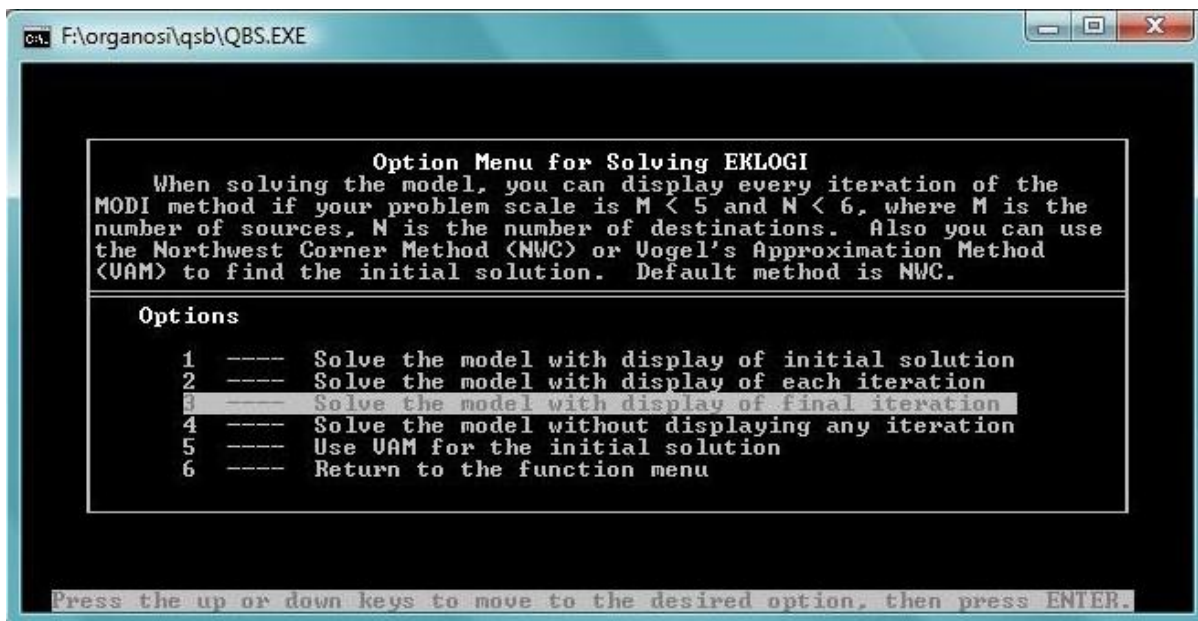 F:\organosi\qsb\QBS.EXE
Option Menu for Solving EKLOGI
When solving the model, you can display every iteration of the
MODI method if your problem scale is M < 5 and N < 6, where M is the
number of sources, N is the number of destinations. Also you can use
the Northwest Corner Method (NWC) or Vogel's Approximation Method
(VAM) to find the initial solution. Default method is NWC.
Options
1 ---- Solve the model with display of initial solution
2 ---- Solve the model with display of each iteration
3 ---- Solve the model with display of final iteration
4 ---- Solve the model without displaying any iteration
5 ---- Use VAM for the initial solution
6 ---- Return to the function menu
Press the up or down keys to move to the desired option, then press ENTER.